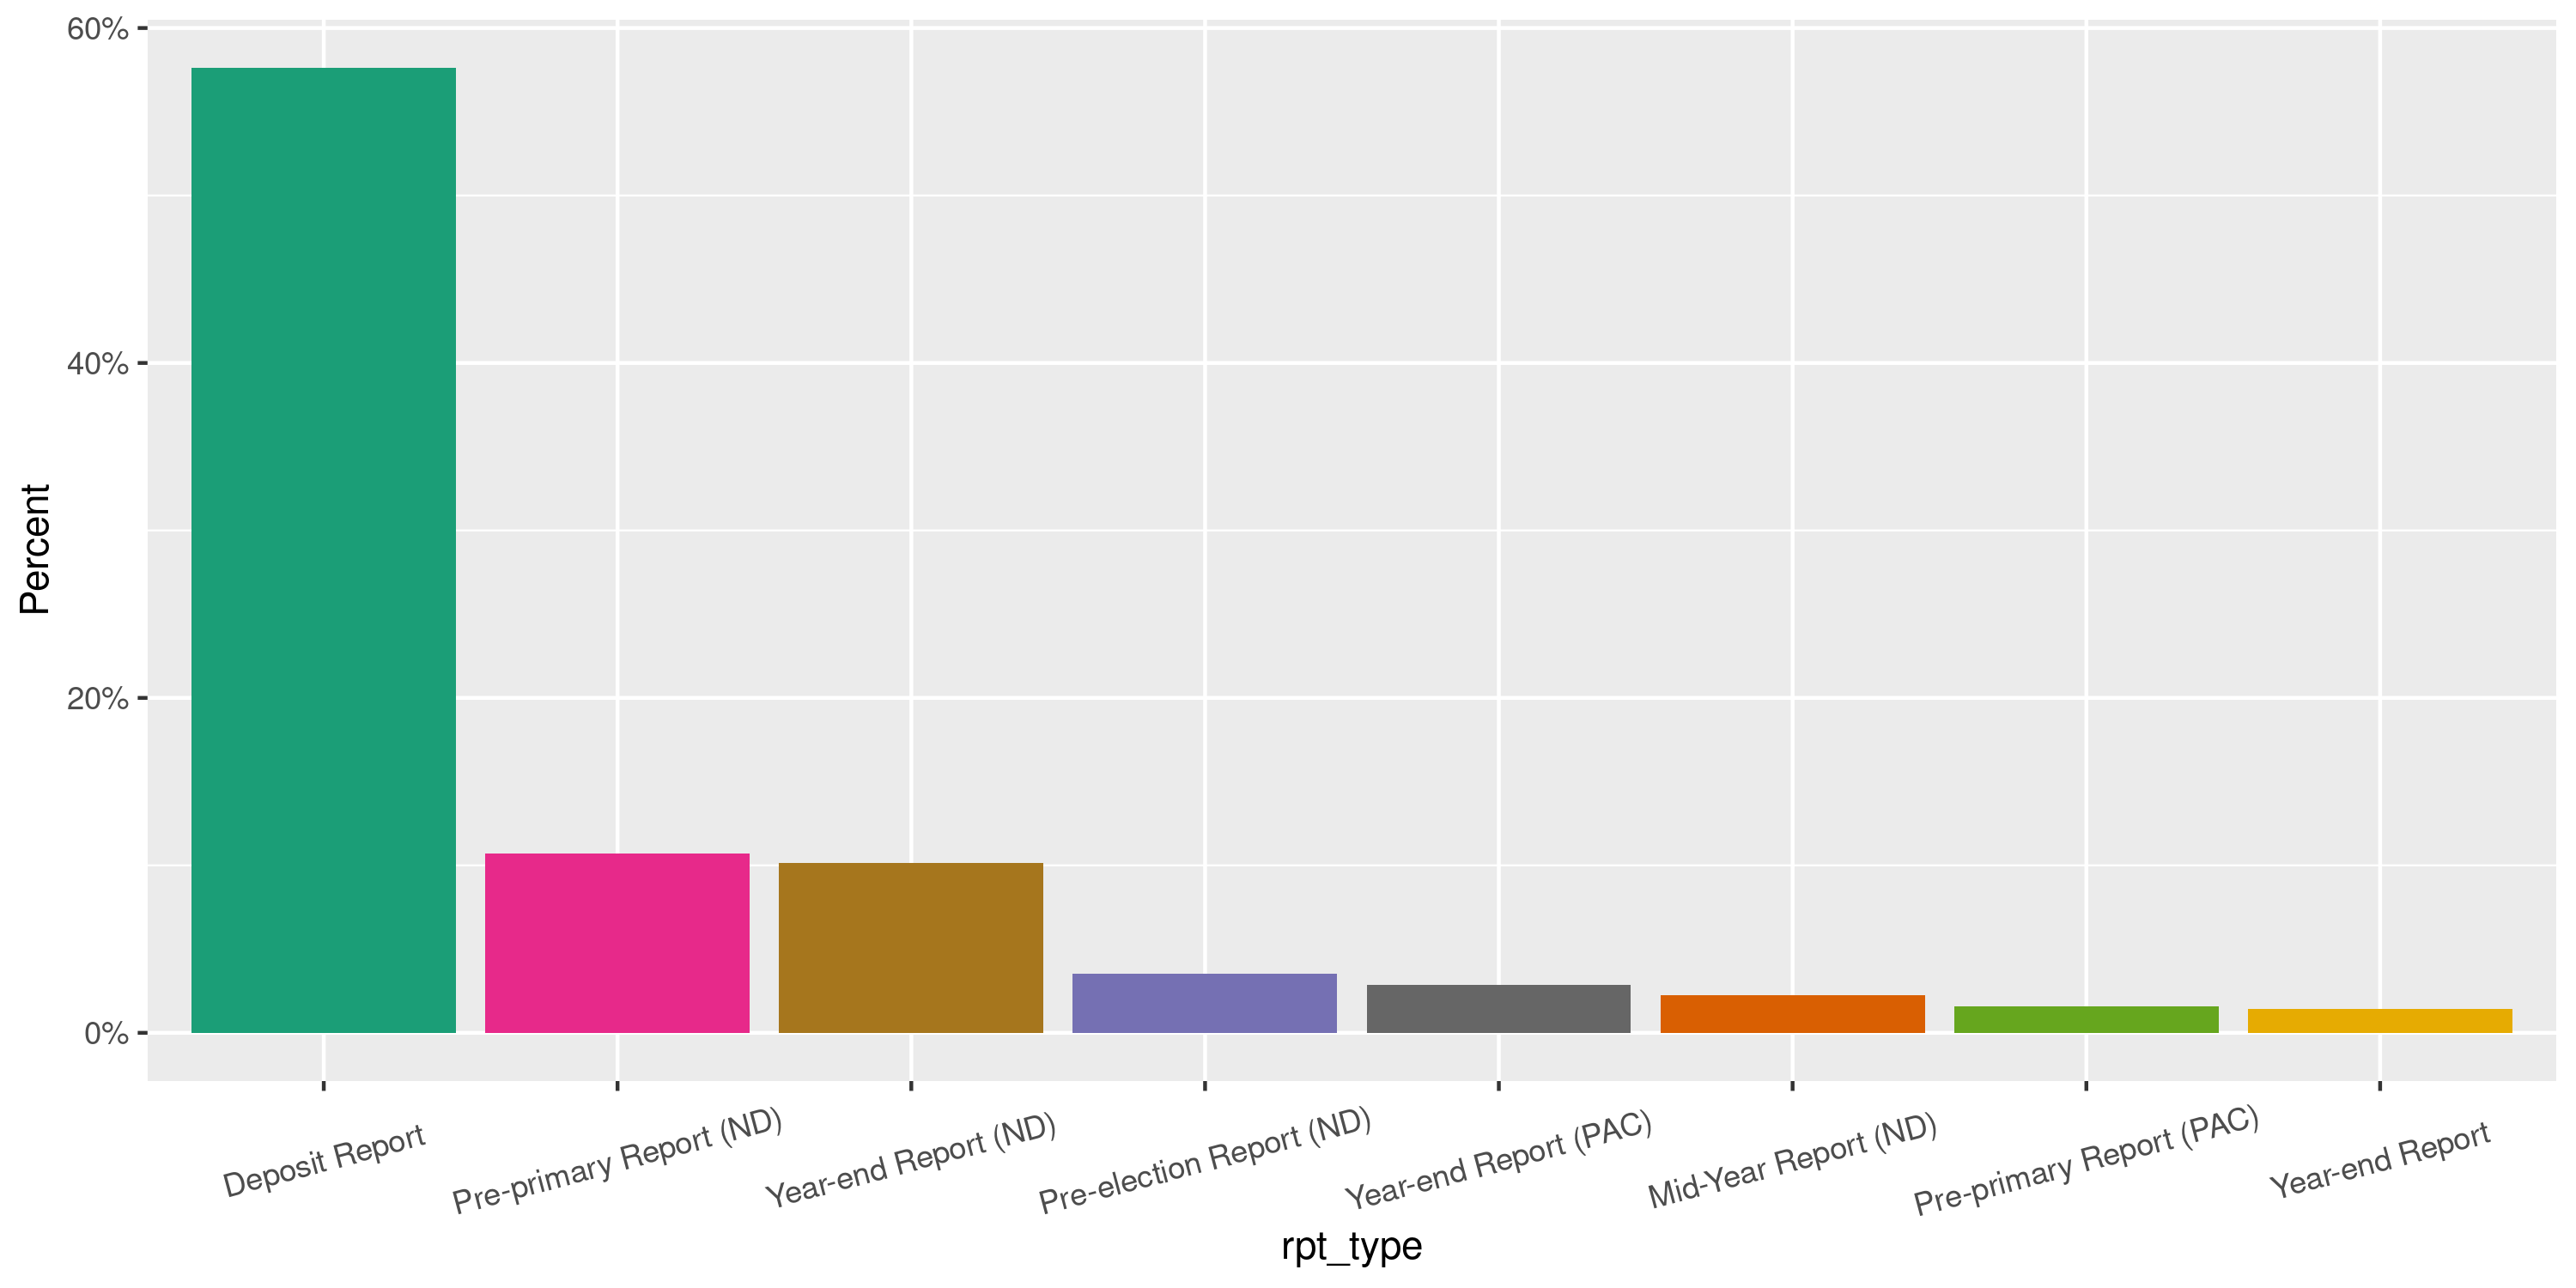 60%
40%
20%
0%
Percent
Deposit Report
Pre-primary Report (ND)
Year-end Report (ND)
Pre-election Report (ND)
Year-end Report (PAC)
Mid-Year Report (ND)
Pre-primary Report (PAC)
Year-end Report
rpt_type